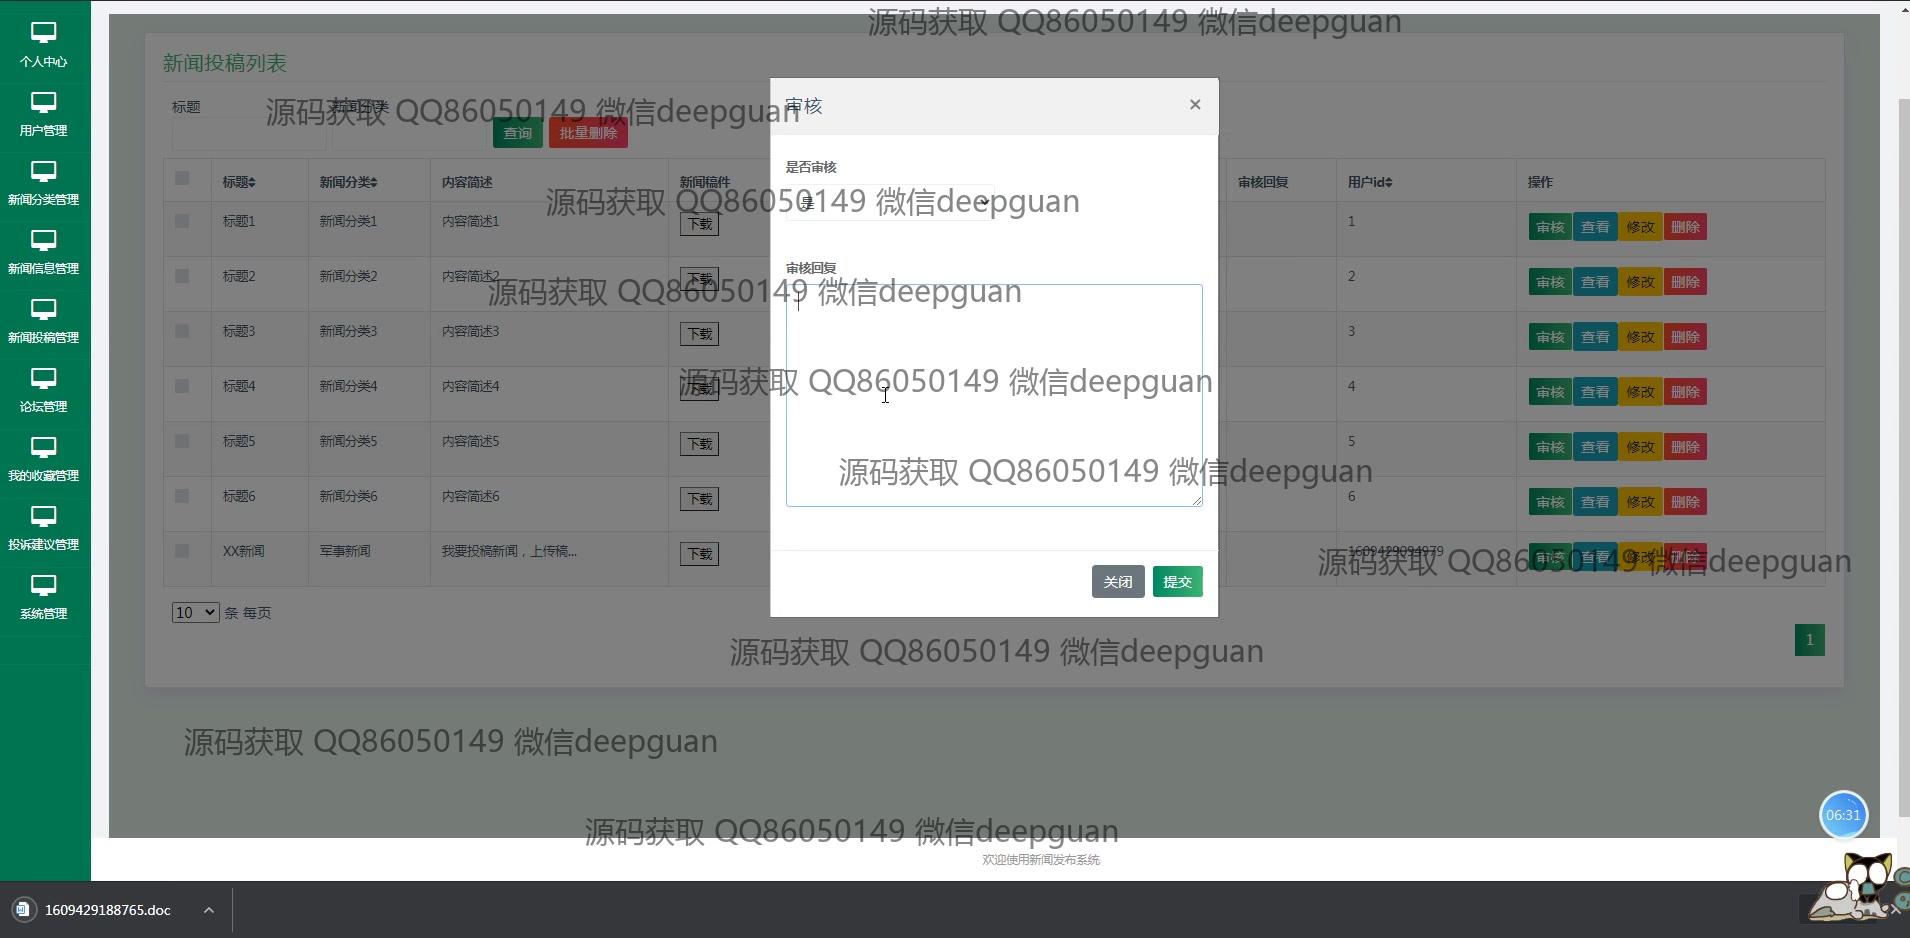 源码获取 QQ86050149 微信deepguan
个人中心
用户管理
新闻分类管理
新闻信息管理
新闻投稿管理
论坛管理
我的收藏管理
投诉建议管理
系统管理
新闻投稿列表
标题 新闻分类
源码获取 QQ86050149 微信deepguan
查询 批量删除
标题 新闻分类 内容简述 新闻稿件 审核回复 用户id 操作
源码获取 QQ86050149 微信deepguan
标题1 新闻分类1 内容简述1 下载 1 审核 查看 修改 删除
标题2 新闻分类2 内容简述2 下载 2 审核 查看 修改 删除
源码获取 QQ86050149 微信deepguan
标题3 新闻分类3 内容简述3 下载 3 审核 查看 修改 删除
标题4 新闻分类4 内容简述4 下载 4 审核 查看 修改 删除
源码获取 QQ86050149 微信deepguan
标题5 新闻分类5 内容简述5 下载 5 审核 查看 修改 删除
源码获取 QQ86050149 微信deepguan
标题6 新闻分类6 内容简述6 下载 6 审核 查看 修改 删除
XX新闻 军事新闻 我要投稿新闻，上传稿... 下载 1609429094979 审核 查看 修改 删除
源码获取 QQ86050149 微信deepguan
10 条 每页
1
审核 ×
是否审核
是
审核回复
关闭 提交
源码获取 QQ86050149 微信deepguan
源码获取 QQ86050149 微信deepguan
源码获取 QQ86050149 微信deepguan
06:31
欢迎使用新闻发布系统
1609429188765.doc